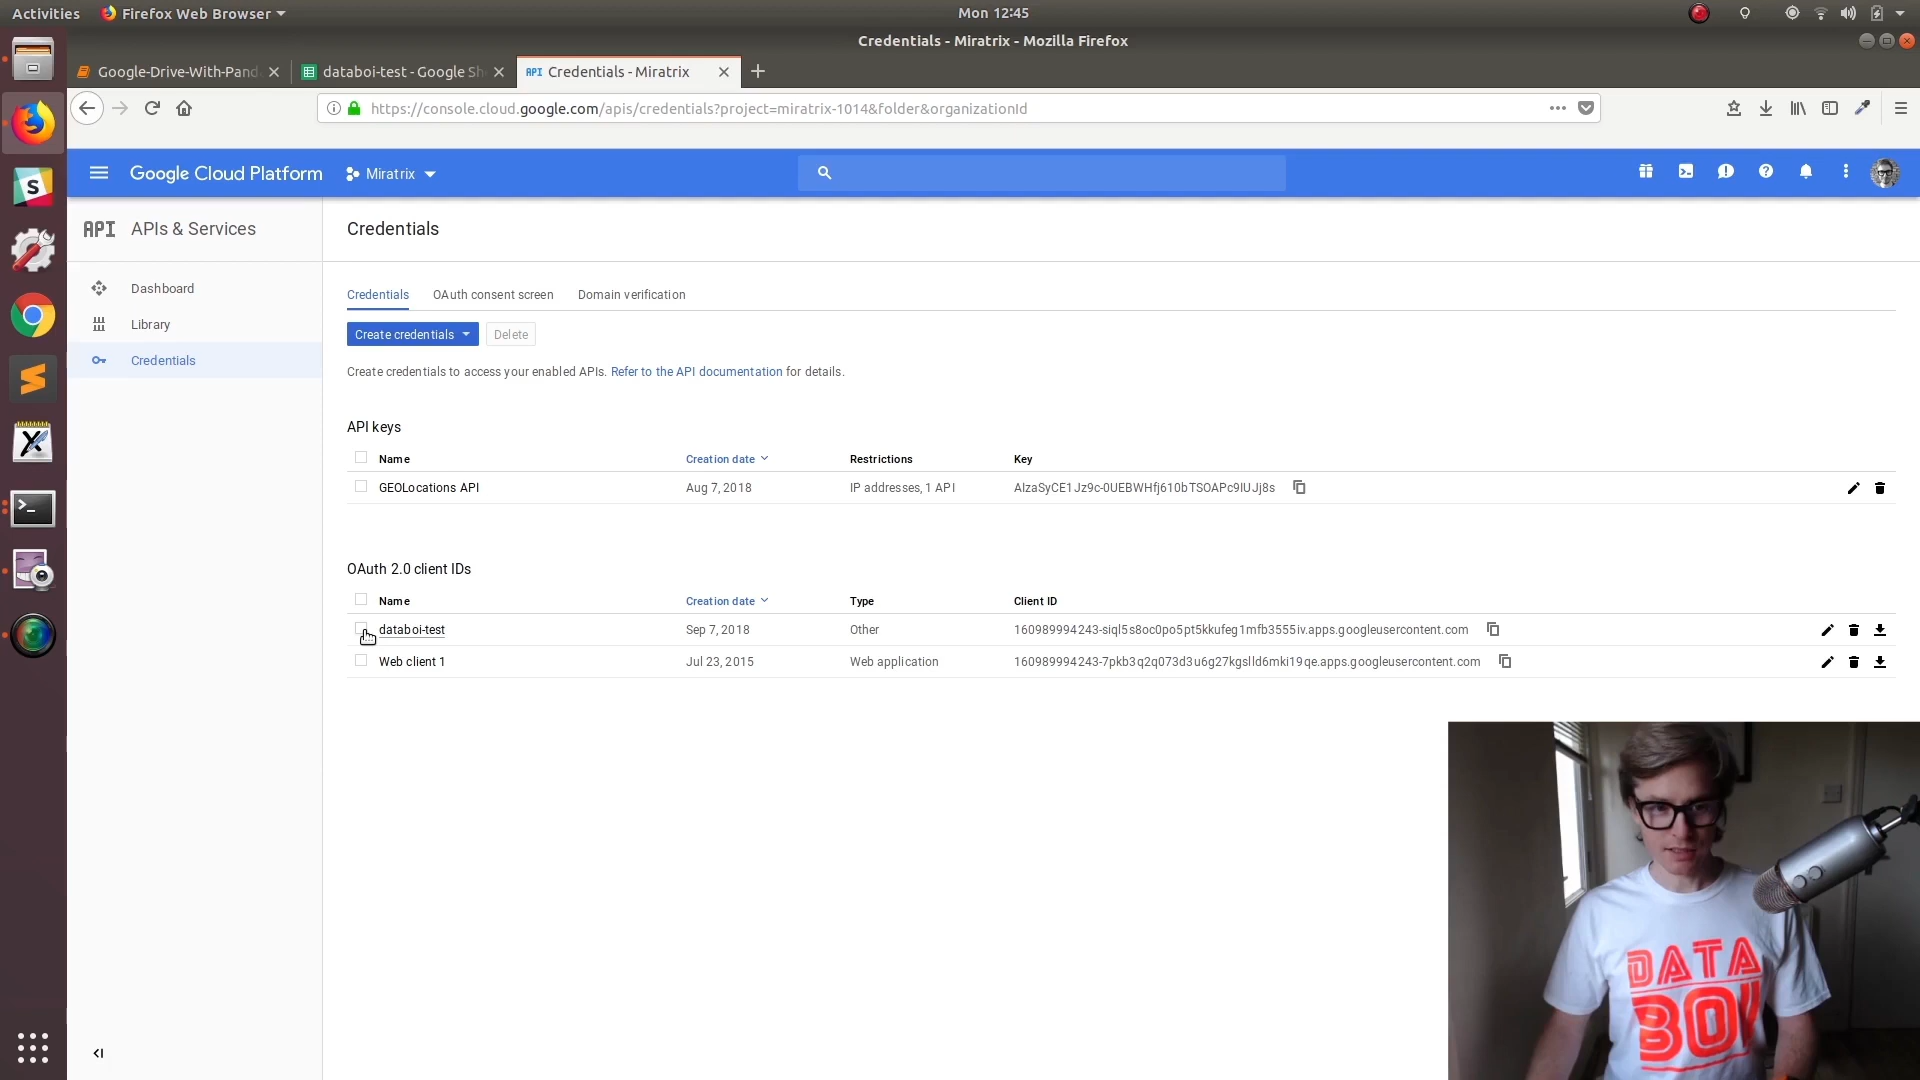 Activities
Firefox Web Browser
Mon 12:45
Credentials - Miratrix - Mozilla Firefox
Google-Drive-With-Pand
databoi-test - Google Sh
API Credentials - Miratrix
https://console.cloud.google.com/apis/credentials?project=miratrix-1014&folder&organizationId
Google Cloud Platform
Miratrix
API APIs & Services
Credentials
Dashboard
Library
Credentials
Credentials
OAuth consent screen
Domain verification
Create credentials
Delete
Create credentials to access your enabled APIs. Refer to the API documentation for details.
API keys
Name Creation date Restrictions Key
GEOLocations API Aug 7, 2018 IP addresses, 1 API AIzaSyCE1Jz9c-0UEBWHfj610bTSOAPc9IUJj8s
OAuth 2.0 client IDs
Name Creation date Type Client ID
databoi-test Sep 7, 2018 Other 160989994243-siql5s8oc0po5pt5kkufeg1mfb3555iv.apps.googleusercontent.com
Web client 1 Jul 23, 2015 Web application 160989994243-7pkb3q2q073d3u6g27kgslld6mki19qe.apps.googleusercontent.com
DATA
BOI